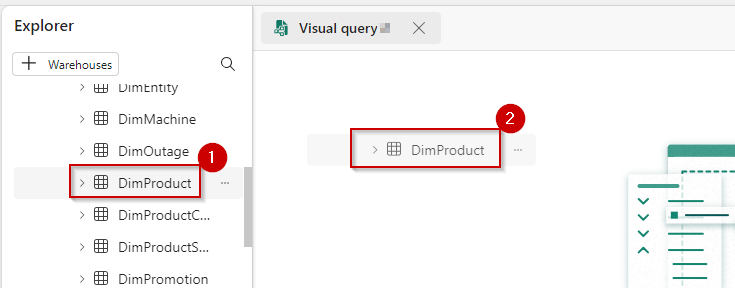 Explorer
Visual query
Warehouses
DimEntity
DimMachine
DimOutage
1
DimProduct
DimProductC...
DimProductS...
DimPromotion
2
DimProduct